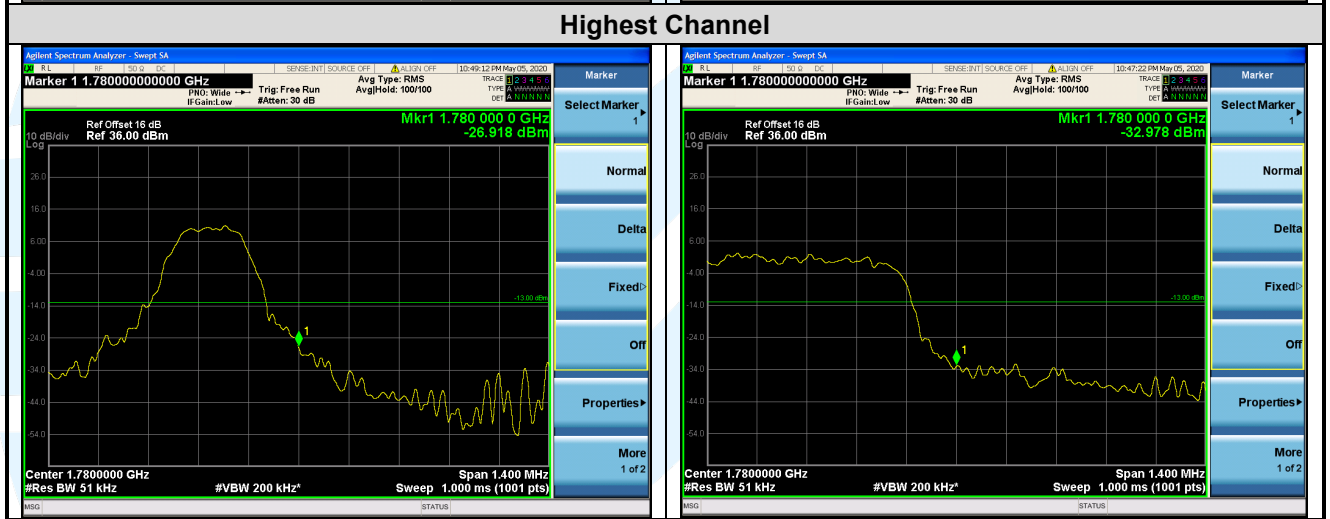 Highest Channel
Agilent Spectrum Analyzer - Swept SA
RL RF 50 Ω DC SENSE:INT SOURCE OFF ALIGN OFF 10:49:12 PM May 05, 2020
Marker 1 1.780000000000 GHz
PNO: Wide
IFGain:Low
Trig: Free Run
#Atten: 30 dB
Avg Type: RMS
Avg|Hold: 100/100
TRACE 1 2 3 4 5 6
TYPE A
DET A N N N N N
Ref Offset 16 dB
10 dB/div Ref 36.00 dBm
Log
Mkr1 1.780 000 0 GHz
-26.918 dBm
26.0
16.0
6.00
-4.00
-13.00 dBm
-14.0
-24.0
1
-34.0
-44.0
-54.0
Center 1.7800000 GHz Span 1.400 MHz
#Res BW 51 kHz #VBW 200 kHz* Sweep 1.000 ms (1001 pts)
MSG STATUS
Marker
Select Marker
1
Normal
Delta
Fixed
Off
Properties
More
1 of 2
Agilent Spectrum Analyzer - Swept SA
RL RF 50 Ω DC SENSE:INT SOURCE OFF ALIGN OFF 10:47:22 PM May 05, 2020
Marker 1 1.780000000000 GHz
PNO: Wide
IFGain:Low
Trig: Free Run
#Atten: 30 dB
Avg Type: RMS
Avg|Hold: 100/100
TRACE 1 2 3 4 5 6
TYPE A
DET A N N N N N
Ref Offset 16 dB
10 dB/div Ref 36.00 dBm
Log
Mkr1 1.780 000 0 GHz
-32.978 dBm
26.0
16.0
6.00
-4.00
-13.00 dBm
-14.0
-24.0
1
-34.0
-44.0
-54.0
Center 1.7800000 GHz Span 1.400 MHz
#Res BW 51 kHz #VBW 200 kHz* Sweep 1.000 ms (1001 pts)
MSG STATUS
Marker
Select Marker
1
Normal
Delta
Fixed
Off
Properties
More
1 of 2